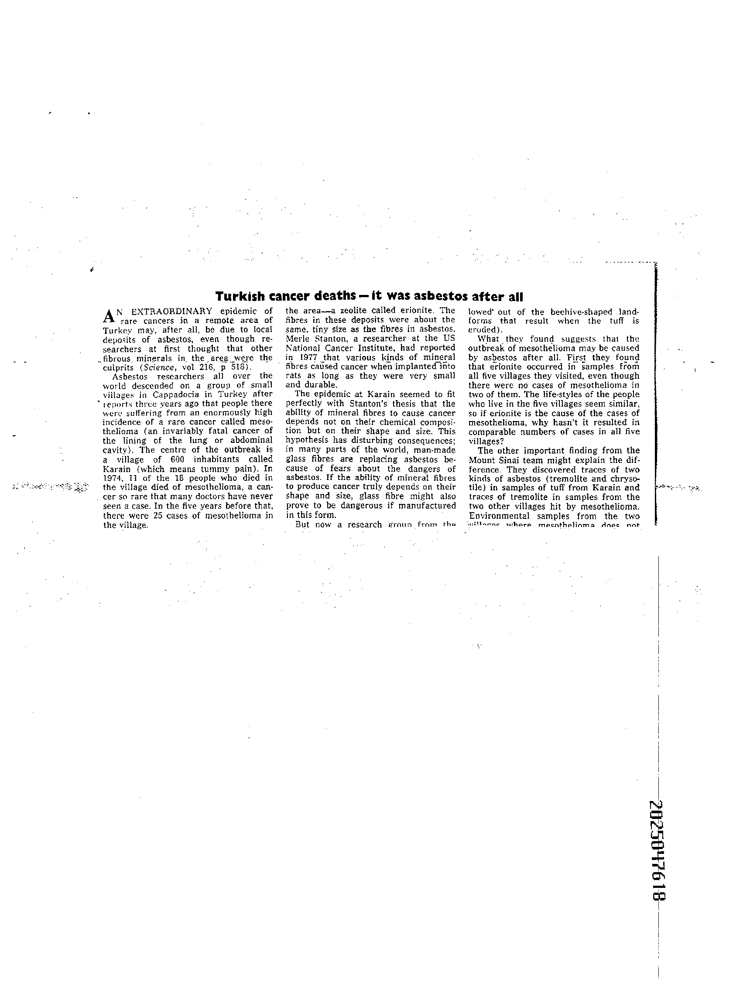 Turkish cancer deaths — it was asbestos after all
AN EXTRAORDINARY epidemic of
rare cancers in a remote area of
Turkey may, after all, be due to local
deposits of asbestos, even though re-
searchers at first thought that other
fibrous minerals in the area were the
culprits (Science, vol 216, p 518).
Asbestos researchers all over the
world descended on a group of small
villages in Cappadocia in Turkey after
reports three years ago that people there
were suffering from an enormously high
incidence of a rare cancer called meso-
thelioma (an invariably fatal cancer of
the lining of the lung or abdominal
cavity). The centre of the outbreak is
a village of 600 inhabitants called
Karain (which means tummy pain). In
1974, 11 of the 18 people who died in
the village died of mesothelioma, a can-
cer so rare that many doctors have never
seen a case. In the five years before that,
there were 25 cases of mesothelioma in
the village.
the area—a zeolite called erionite. The
fibres in these deposits were about the
same, tiny size as the fibres in asbestos.
Merle Stanton, a researcher at the US
National Cancer Institute, had reported
in 1977 that various kinds of mineral
fibres caused cancer when implanted into
rats as long as they were very small
and durable.
The epidemic at Karain seemed to fit
perfectly with Stanton's thesis that the
ability of mineral fibres to cause cancer
depends not on their chemical composi-
tion but on their shape and size. This
hypothesis has disturbing consequences;
in many parts of the world, man-made
glass fibres are replacing asbestos be-
cause of fears about the dangers of
asbestos. If the ability of mineral fibres
to produce cancer truly depends on their
shape and size, glass fibre might also
prove to be dangerous if manufactured
in this form.
But now a research group from the
lowed out of the beehive-shaped land-
forms that result when the tuff is
eroded).
What they found suggests that the
outbreak of mesothelioma may be caused
by asbestos after all. First they found
that erionite occurred in samples from
all five villages they visited, even though
there were no cases of mesothelioma in
two of them. The life-styles of the people
who live in the five villages seem similar,
so if erionite is the cause of the cases of
mesothelioma, why hasn't it resulted in
comparable numbers of cases in all five
villages?
The other important finding from the
Mount Sinai team might explain the dif-
ference. They discovered traces of two
kinds of asbestos (tremolite and chryso-
tile) in samples of tuff from Karain and
traces of tremolite in samples from the
two other villages hit by mesothelioma.
Environmental samples from the two
villages where mesothelioma does not
2025047618